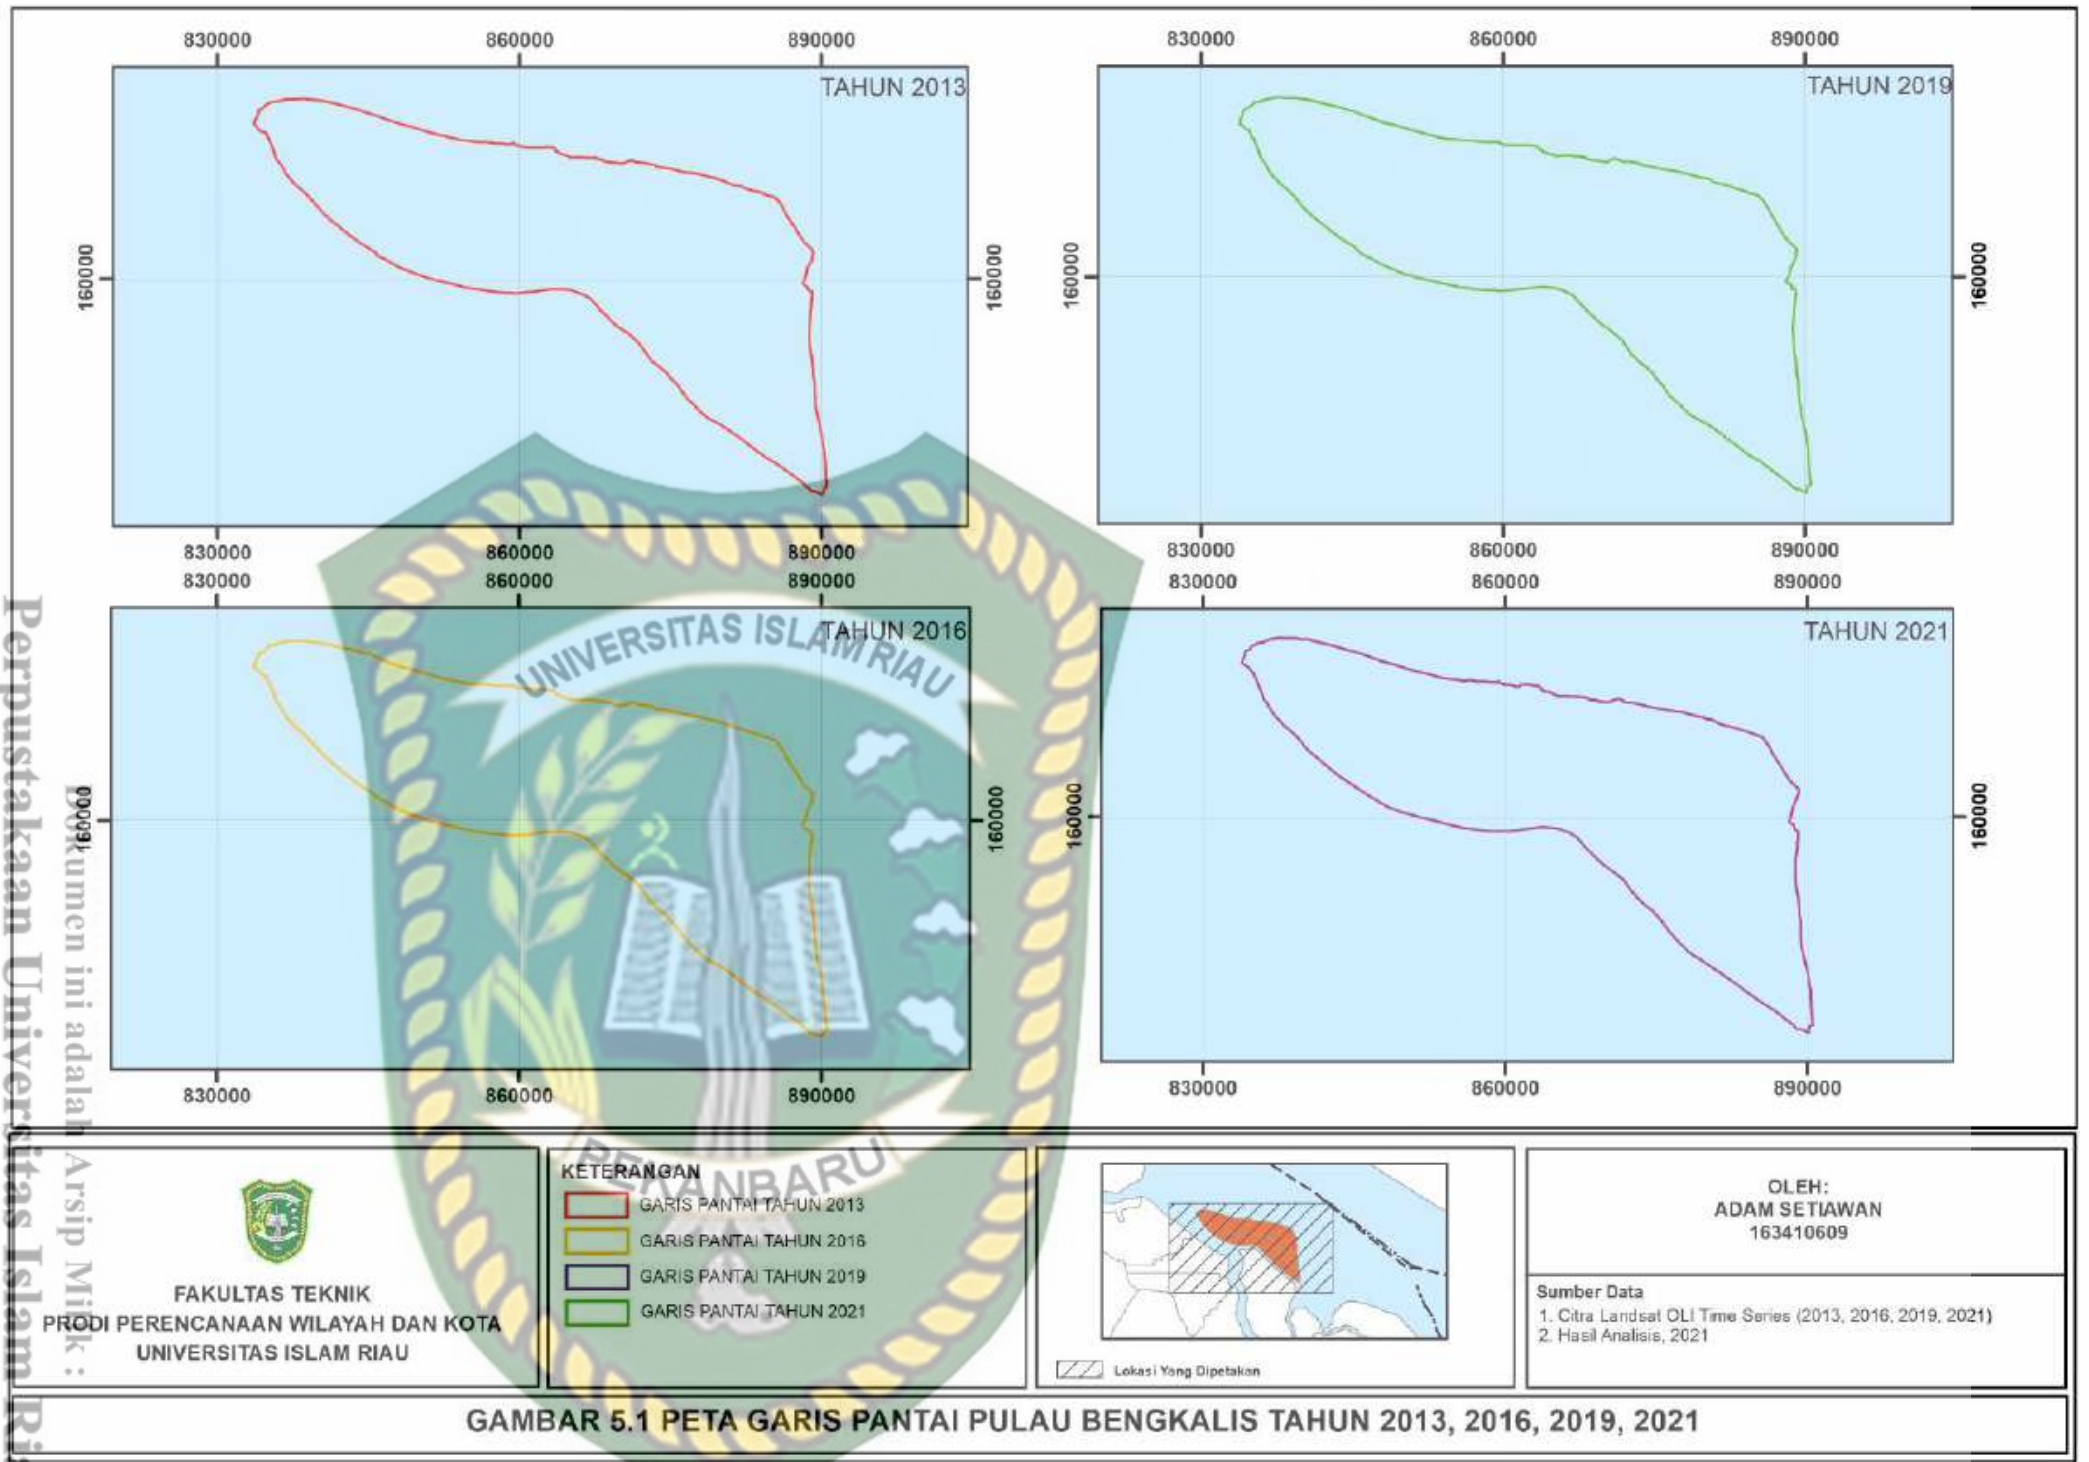 830000 860000 890000
TAHUN 2013
160000 160000
830000 860000 890000
830000 860000 890000
TAHUN 2019
160000 160000
830000 860000 890000
830000 860000 890000
TAHUN 2016
160000 160000
830000 860000 890000
830000 860000 890000
TAHUN 2021
160000 160000
830000 860000 890000
UNIVERSITAS ISLAM RIAU
PEKANBARU
Perpustakaan Universitas Islam
Dokumen ini adalah Arsip Milik :
FAKULTAS TEKNIK
PRODI PERENCANAAN WILAYAH DAN KOTA
UNIVERSITAS ISLAM RIAU
KETERANGAN
GARIS PANTAI TAHUN 2013
GARIS PANTAI TAHUN 2016
GARIS PANTAI TAHUN 2019
GARIS PANTAI TAHUN 2021
Lokasi Yang Dipetakan
OLEH:
ADAM SETIAWAN
163410609
Sumber Data
1. Citra Landsat OLI Time Series (2013, 2016, 2019, 2021)
2. Hasil Analisis, 2021
GAMBAR 5.1 PETA GARIS PANTAI PULAU BENGKALIS TAHUN 2013, 2016, 2019, 2021